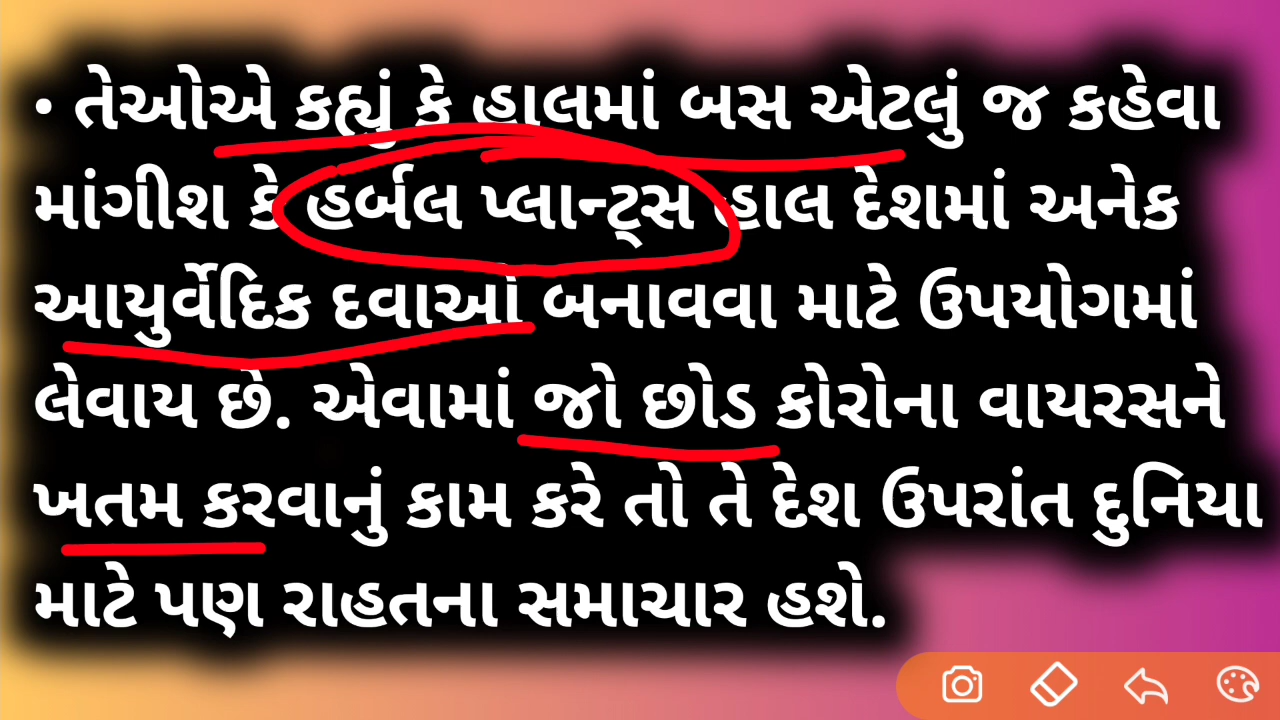 • તેઓએ કહ્યું કે હાલમાં બસ એટલું જ કહેવા
માંગીશ કે હર્બલ પ્લાન્ટ્સ હાલ દેશમાં અનેક
આયુર્વેદિક દવાઓ બનાવવા માટે ઉપયોગમાં
લેવાય છે. એવામાં જો છોડ કોરોના વાયરસને
ખતમ કરવાનું કામ કરે તો તે દેશ ઉપરાંત દુનિયા
માટે પણ રાહતના સમાચાર હશે.